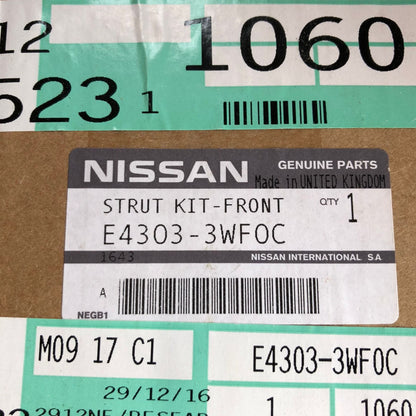 12
1060
523 1
NISSAN GENUINE PARTS
Made in UNITED KINGDOM
STRUT KIT-FRONT QTY 1
E4303-3WF0C
1643 NISSAN INTERNATIONAL SA
A
NEGB1
M09 17 C1 E4303-3WF0C
29/12/16
1 1060